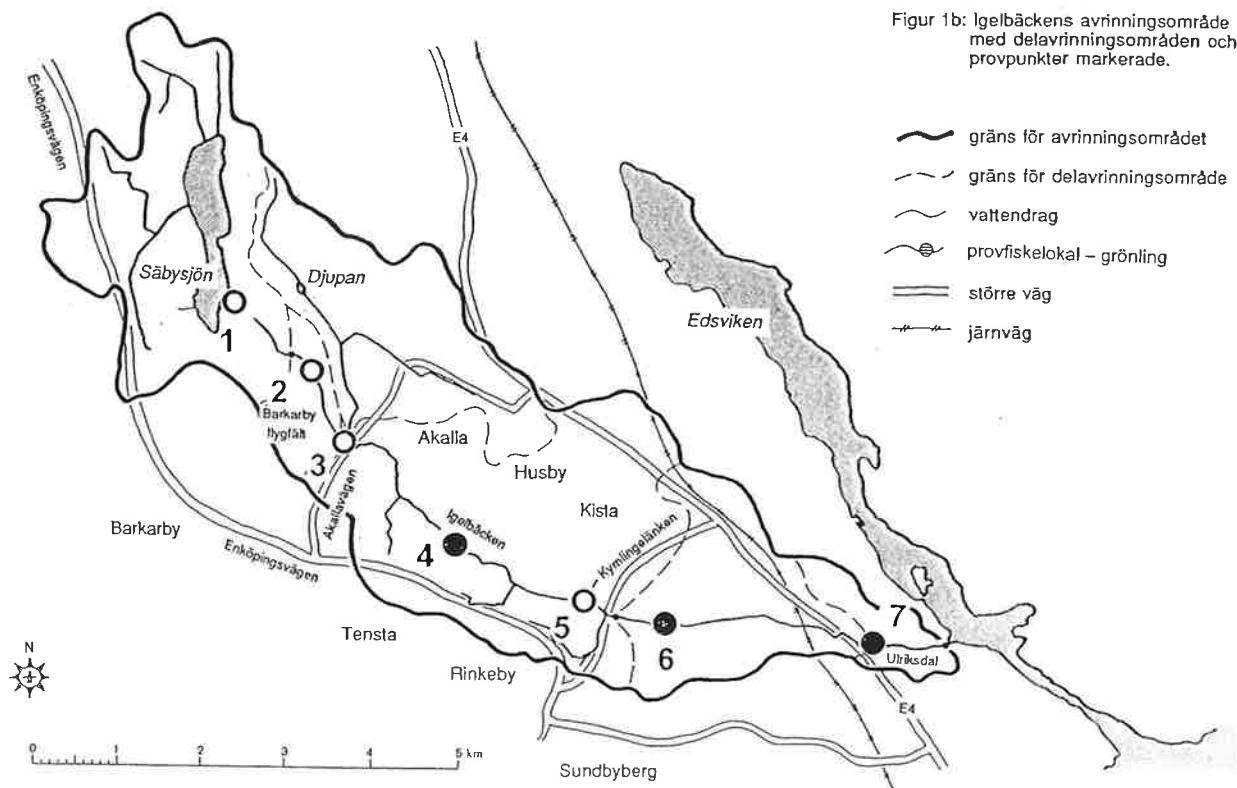 Figur 1b: Igelbäckens avrinningsområde
med delavrinningsområden och
provpunkter markerade.
gräns för avrinningsområdet
gräns för delavrinningsområde
vattendrag
provfiskelokal – grönling
större väg
järnväg
Enköpingsvägen
E4
Säbysjön
Djupan
Edsviken
1
2
Barkarby
flygfält
3
Akallavägen
Akalla
Husby
Kista
Barkarby
Enköpingsvägen
Igelbäcken
4
Kymlingelänken
5
6
7
Ulriksdal
Tensta
Rinkeby
E4
Sundbyberg
N
0 1 2 3 4 5 km